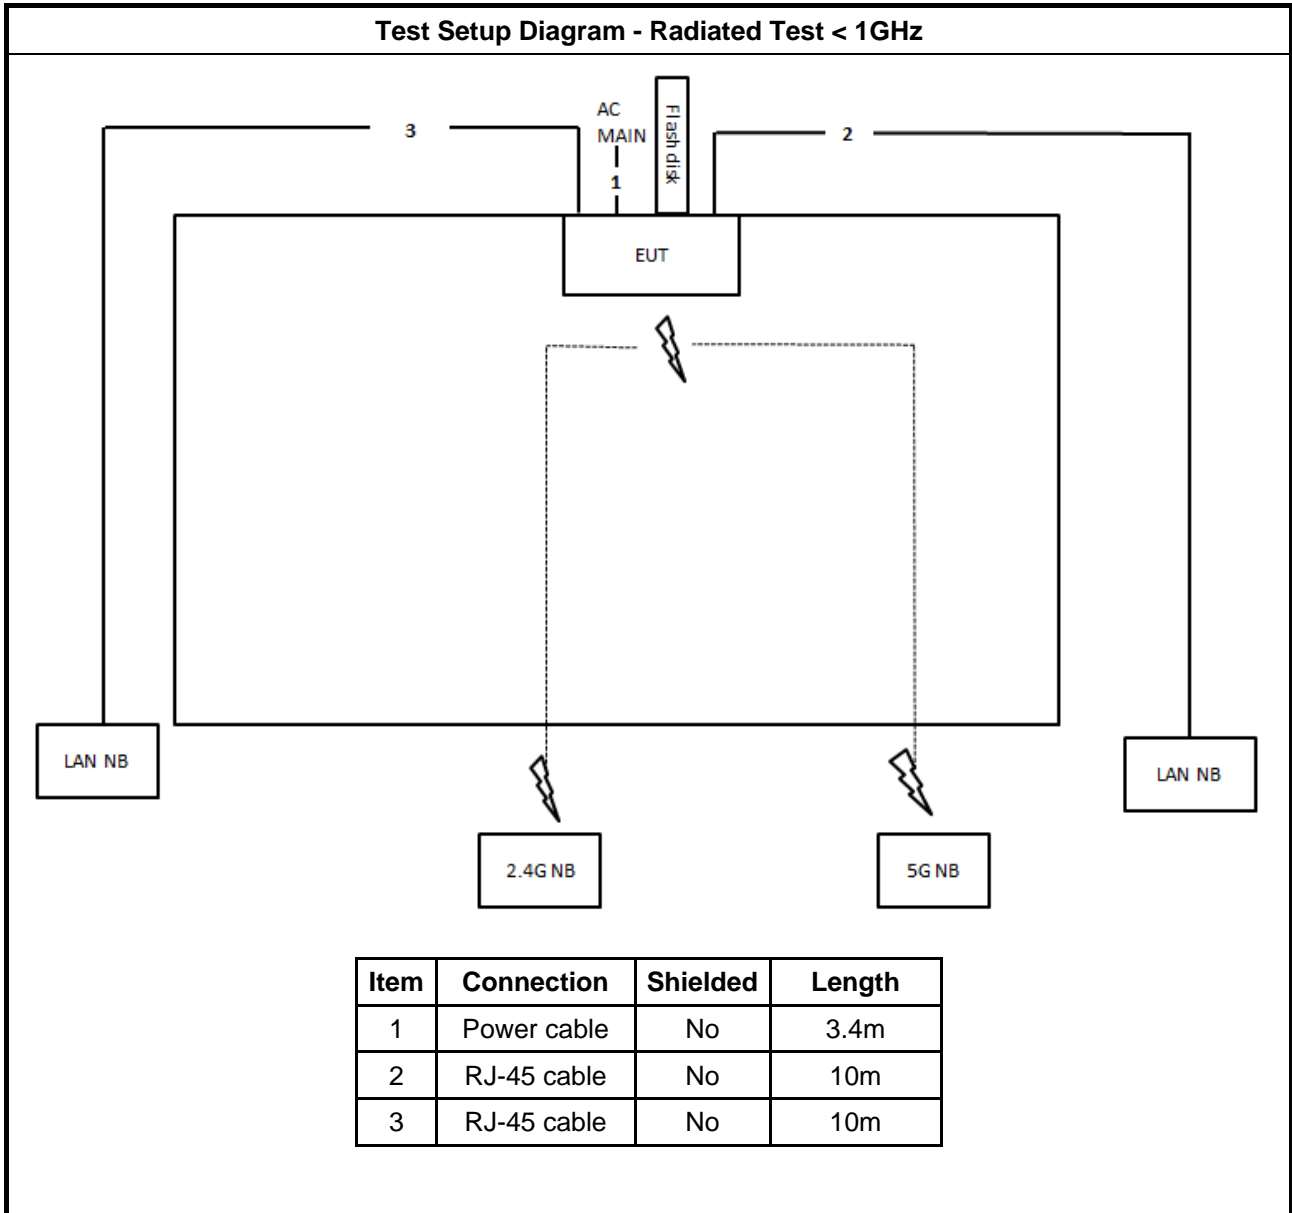 Test Setup Diagram - Radiated Test < 1GHz
AC
MAIN
Flash disk
3
2
1
EUT
LAN NB
LAN NB
2.4G NB
5G NB
Item Connection Shielded Length
1 Power cable No 3.4m
2 RJ-45 cable No 10m
3 RJ-45 cable No 10m